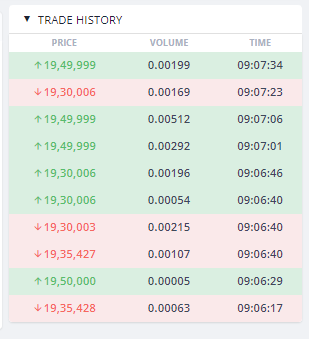 ▼ TRADE HISTORY
PRICE VOLUME TIME
↑19,49,999 0.00199 09:07:34
↓19,30,006 0.00169 09:07:23
↑19,49,999 0.00512 09:07:06
↑19,49,999 0.00292 09:07:01
↑19,30,006 0.00196 09:06:46
↑19,30,006 0.00054 09:06:40
↓19,30,003 0.00215 09:06:40
↓19,35,427 0.00107 09:06:40
↑19,50,000 0.00005 09:06:29
↓19,35,428 0.00063 09:06:17